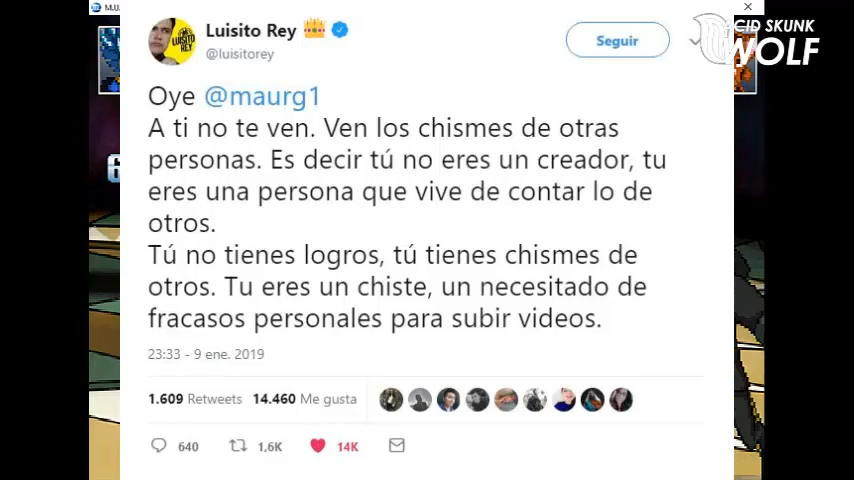 M.U.
Luisito Rey
@luisitorey
LUISITO
REY
Seguir
CID SKUNK
WOLF
Oye @maurg1
A ti no te ven. Ven los chismes de otras
personas. Es decir tú no eres un creador, tu
eres una persona que vive de contar lo de
otros.
Tú no tienes logros, tú tienes chismes de
otros. Tu eres un chiste, un necesitado de
fracasos personales para subir videos.
23:33 - 9 ene. 2019
1.609 Retweets 14.460 Me gusta
640 1,6K 14K